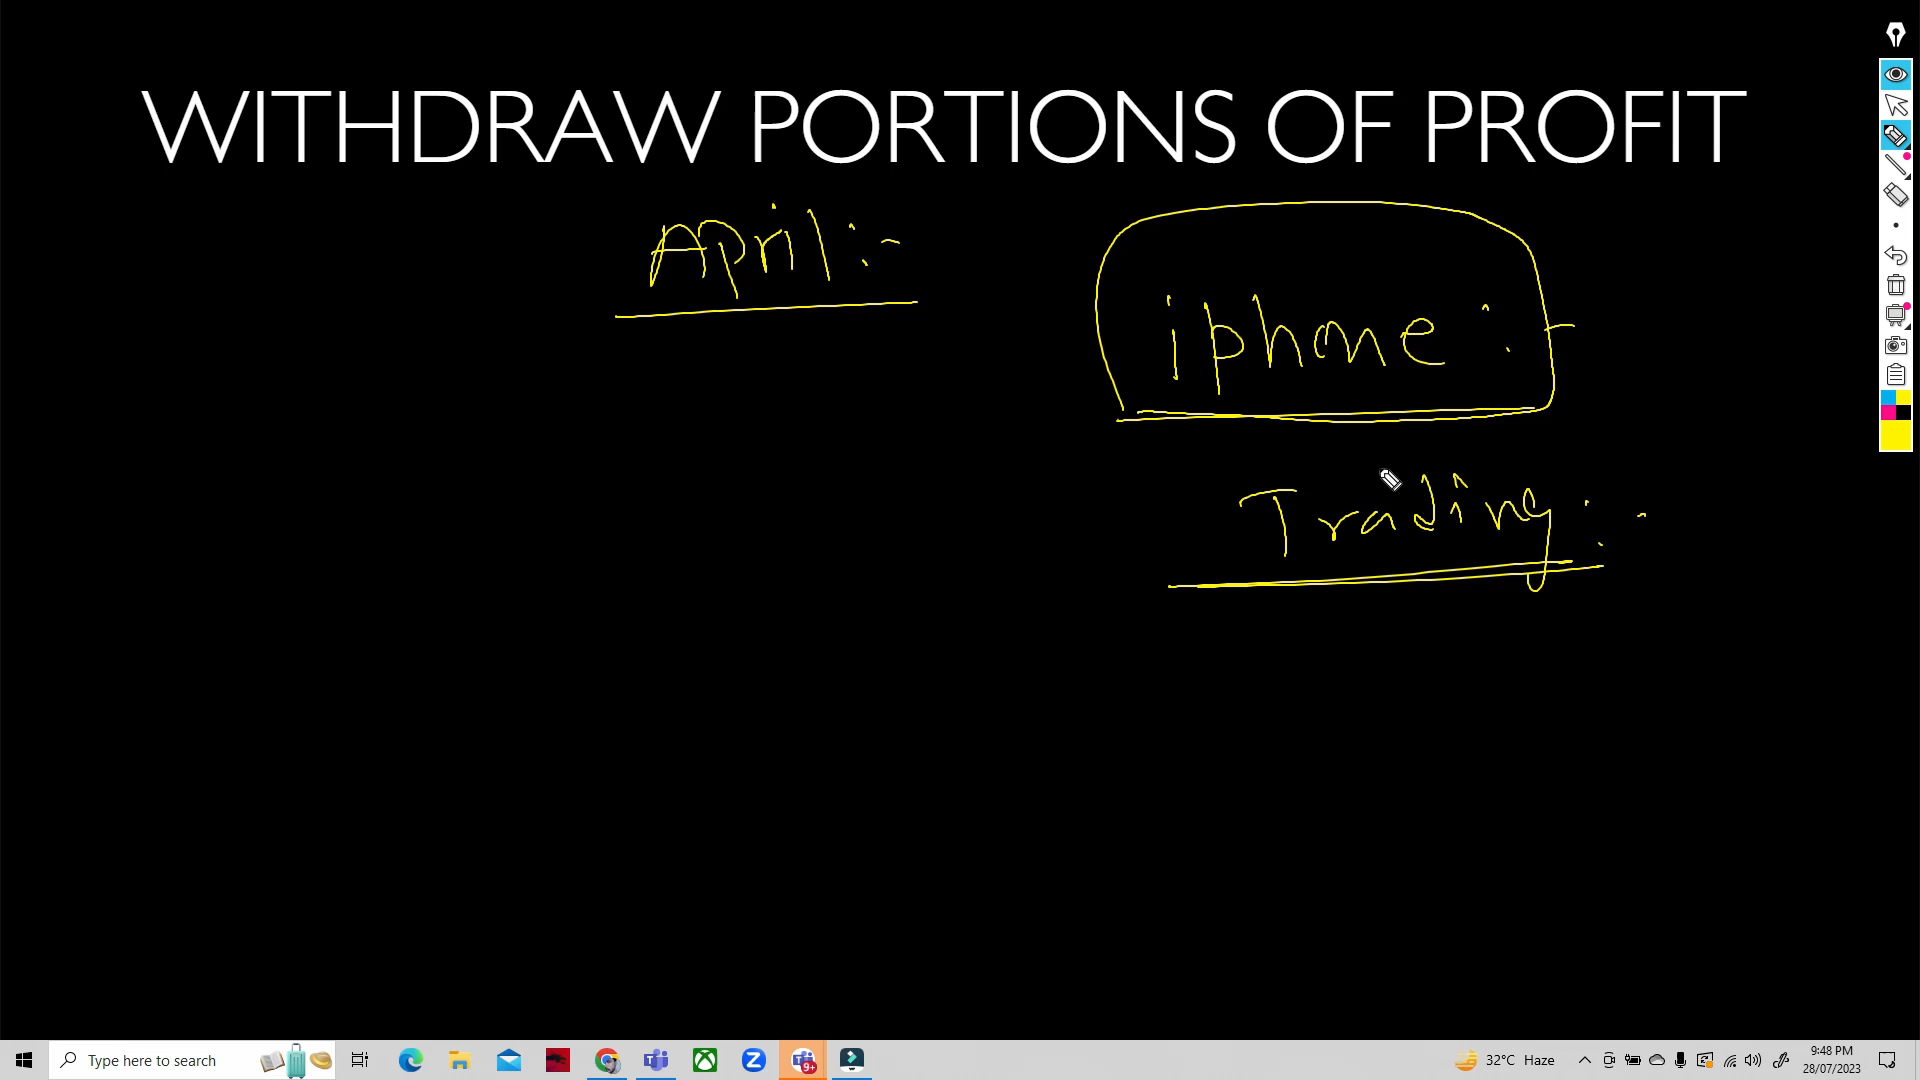 WITHDRAW PORTIONS OF PROFIT
April :-
iphone :-
Trading :-
Type here to search
9+
32°C Haze
9:48 PM
28/07/2023